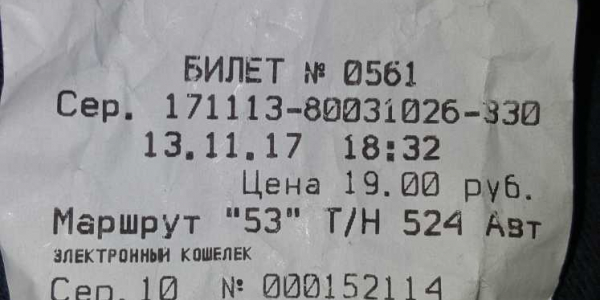 БИЛЕТ № 0561
Сер. 171113-80031026-330
13.11.17 18:32
Цена 19.00 руб.
Маршрут "53" Т/Н 524 Авт
ЭЛЕКТРОННЫЙ КОШЕЛЕК
Сер. 10 № 000152114